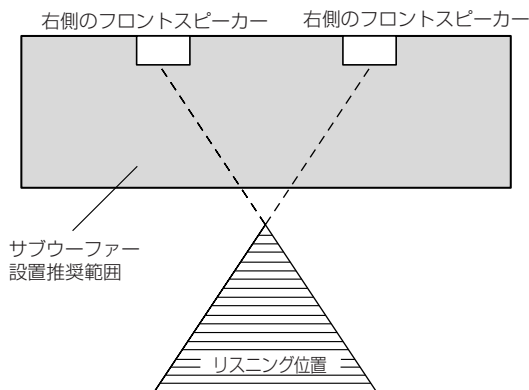 右側のフロントスピーカー
右側のフロントスピーカー
サブウーファー
設置推奨範囲
リスニング位置